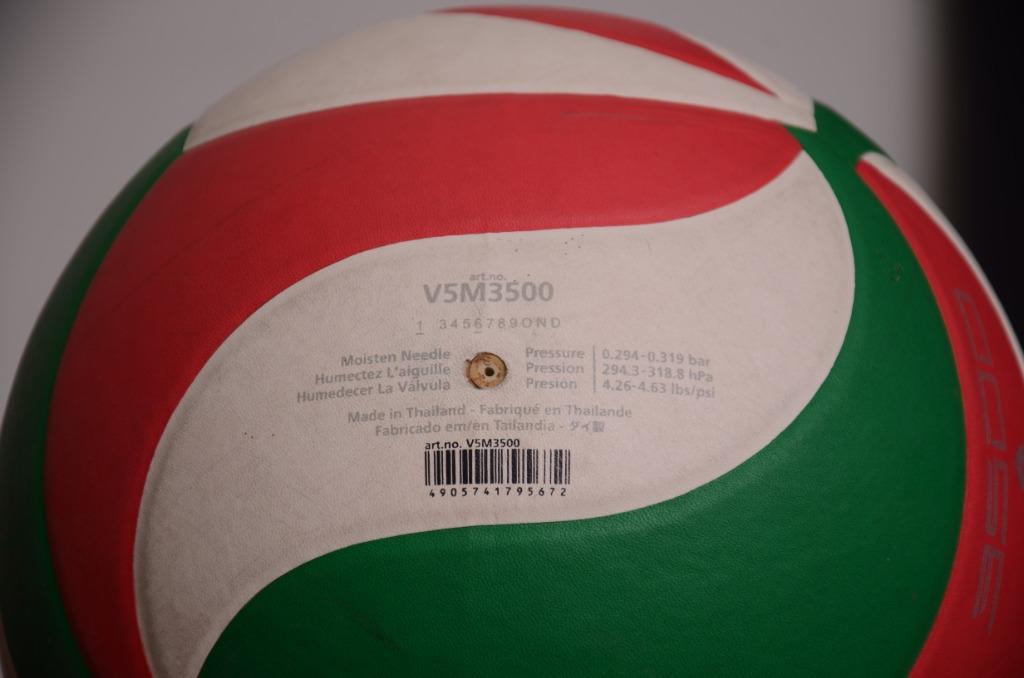 art.no.
V5M3500
1 3456789OND
Moisten Needle
Humectez L'aiguille
Humedecer La Válvula
Pressure
Pression
Presión
0.294-0.319 bar
294.3-318.8 hPa
4.26-4.63 lbs/psi
Made in Thailand - Fabriqué en Thaïlande
Fabricado em/en Tailandia - タイ製
art.no. V5M3500
4905741795672